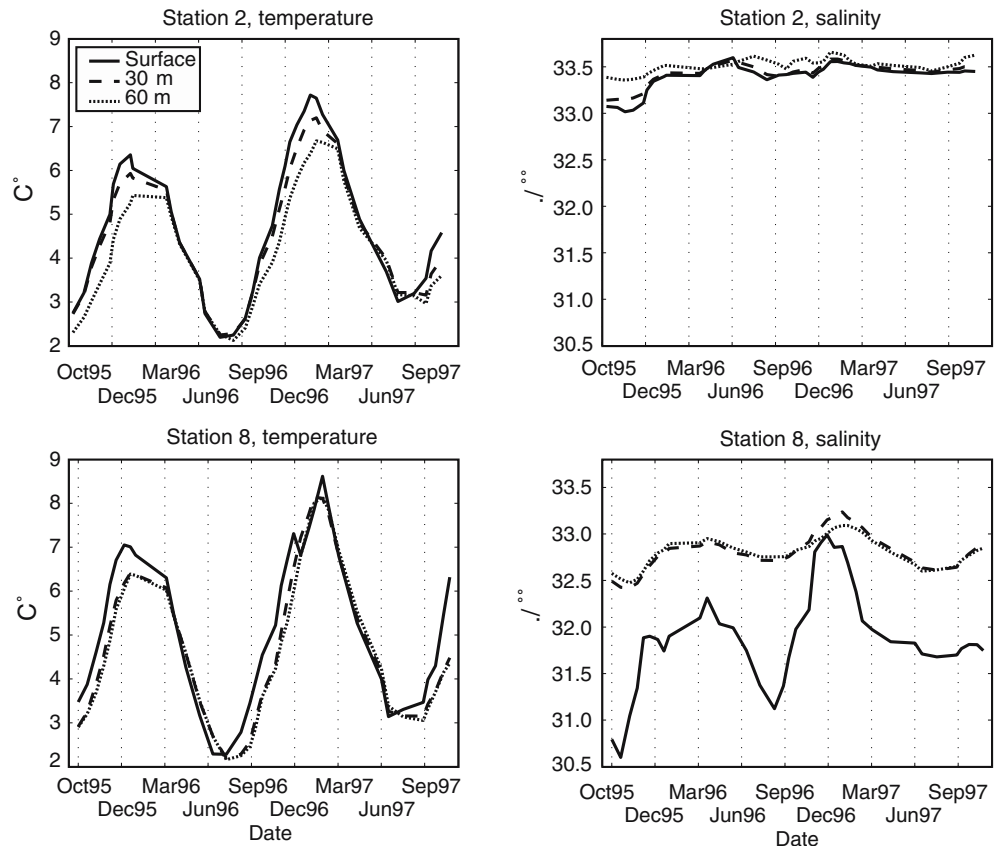 Station 2, temperature
9
8
7
6
5
4
3
2
C°
Surface
30 m
60 m
Oct95 Mar96 Sep96 Mar97 Sep97
Dec95 Jun96 Dec96 Jun97
Station 2, salinity
33.5
33.0
32.5
32.0
31.5
31.0
30.5
./°°
Oct95 Mar96 Sep96 Mar97 Sep97
Dec95 Jun96 Dec96 Jun97
Station 8, temperature
9
8
7
6
5
4
3
2
C°
Oct95 Mar96 Sep96 Mar97 Sep97
Dec95 Jun96 Dec96 Jun97
Date
Station 8, salinity
33.5
33.0
32.5
32.0
31.5
31.0
30.5
./°°
Oct95 Mar96 Sep96 Mar97 Sep97
Dec95 Jun96 Dec96 Jun97
Date